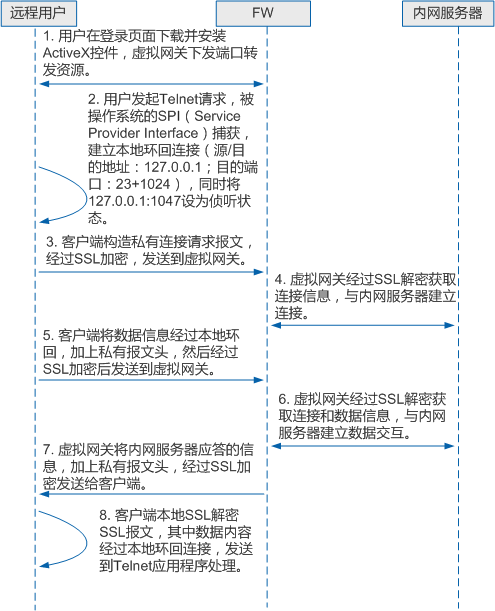 远程用户
FW
内网服务器
1. 用户在登录页面下载并安装
ActiveX控件，虚拟网关下发端口转
发资源。
2. 用户发起Telnet请求，被
操作系统的SPI（Service
Provider Interface）捕获，
建立本地环回连接（源/目
的地址：127.0.0.1；目的端
口：23+1024），同时将
127.0.0.1:1047设为侦听状
态。
3. 客户端构造私有连接请求报文，
经过SSL加密，发送到虚拟网关。
4. 虚拟网关经过SSL解密获取
连接信息，与内网服务器建立
连接。
5. 客户端将数据信息经过本地环
回，加上私有报文头，然后经过
SSL加密后发送到虚拟网关。
6. 虚拟网关经过SSL解密获
取连接和数据信息，与内网
服务器建立数据交互。
7. 虚拟网关将内网服务器应答的信
息，加上私有报文头，经过SSL加
密发送给客户端。
8. 客户端本地SSL解密
SSL报文，其中数据内容
经过本地环回连接，发送
到Telnet应用程序处理。